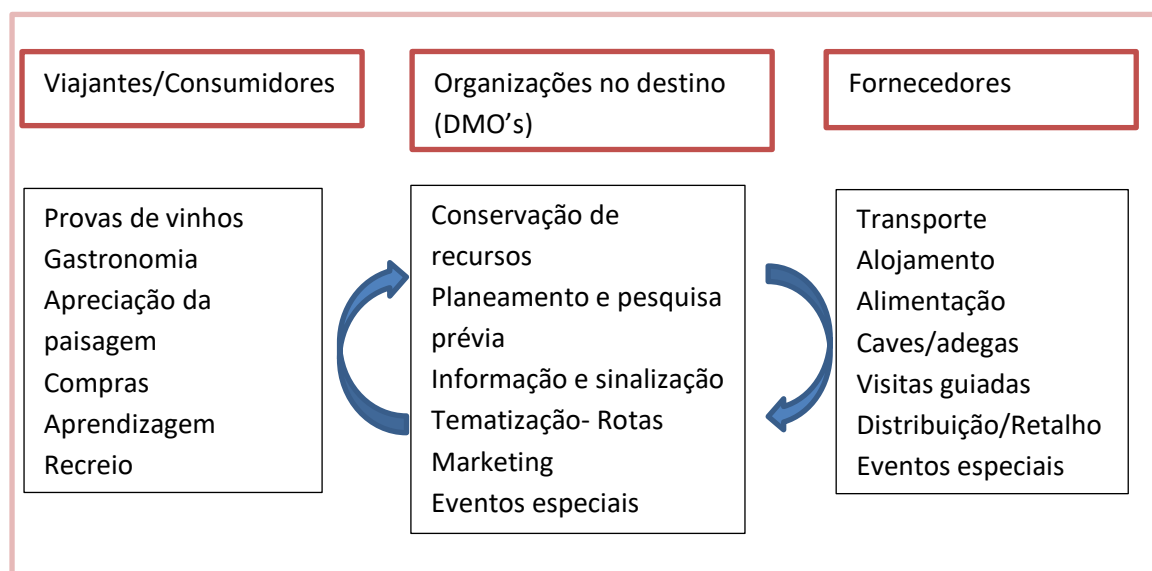 Viajantes/Consumidores
Organizações no destino
(DMO’s)
Fornecedores
Provas de vinhos
Gastronomia
Apreciação da
paisagem
Compras
Aprendizagem
Recreio
Conservação de
recursos
Planeamento e pesquisa
prévia
Informação e sinalização
Tematização- Rotas
Marketing
Eventos especiais
Transporte
Alojamento
Alimentação
Caves/adegas
Visitas guiadas
Distribuição/Retalho
Eventos especiais